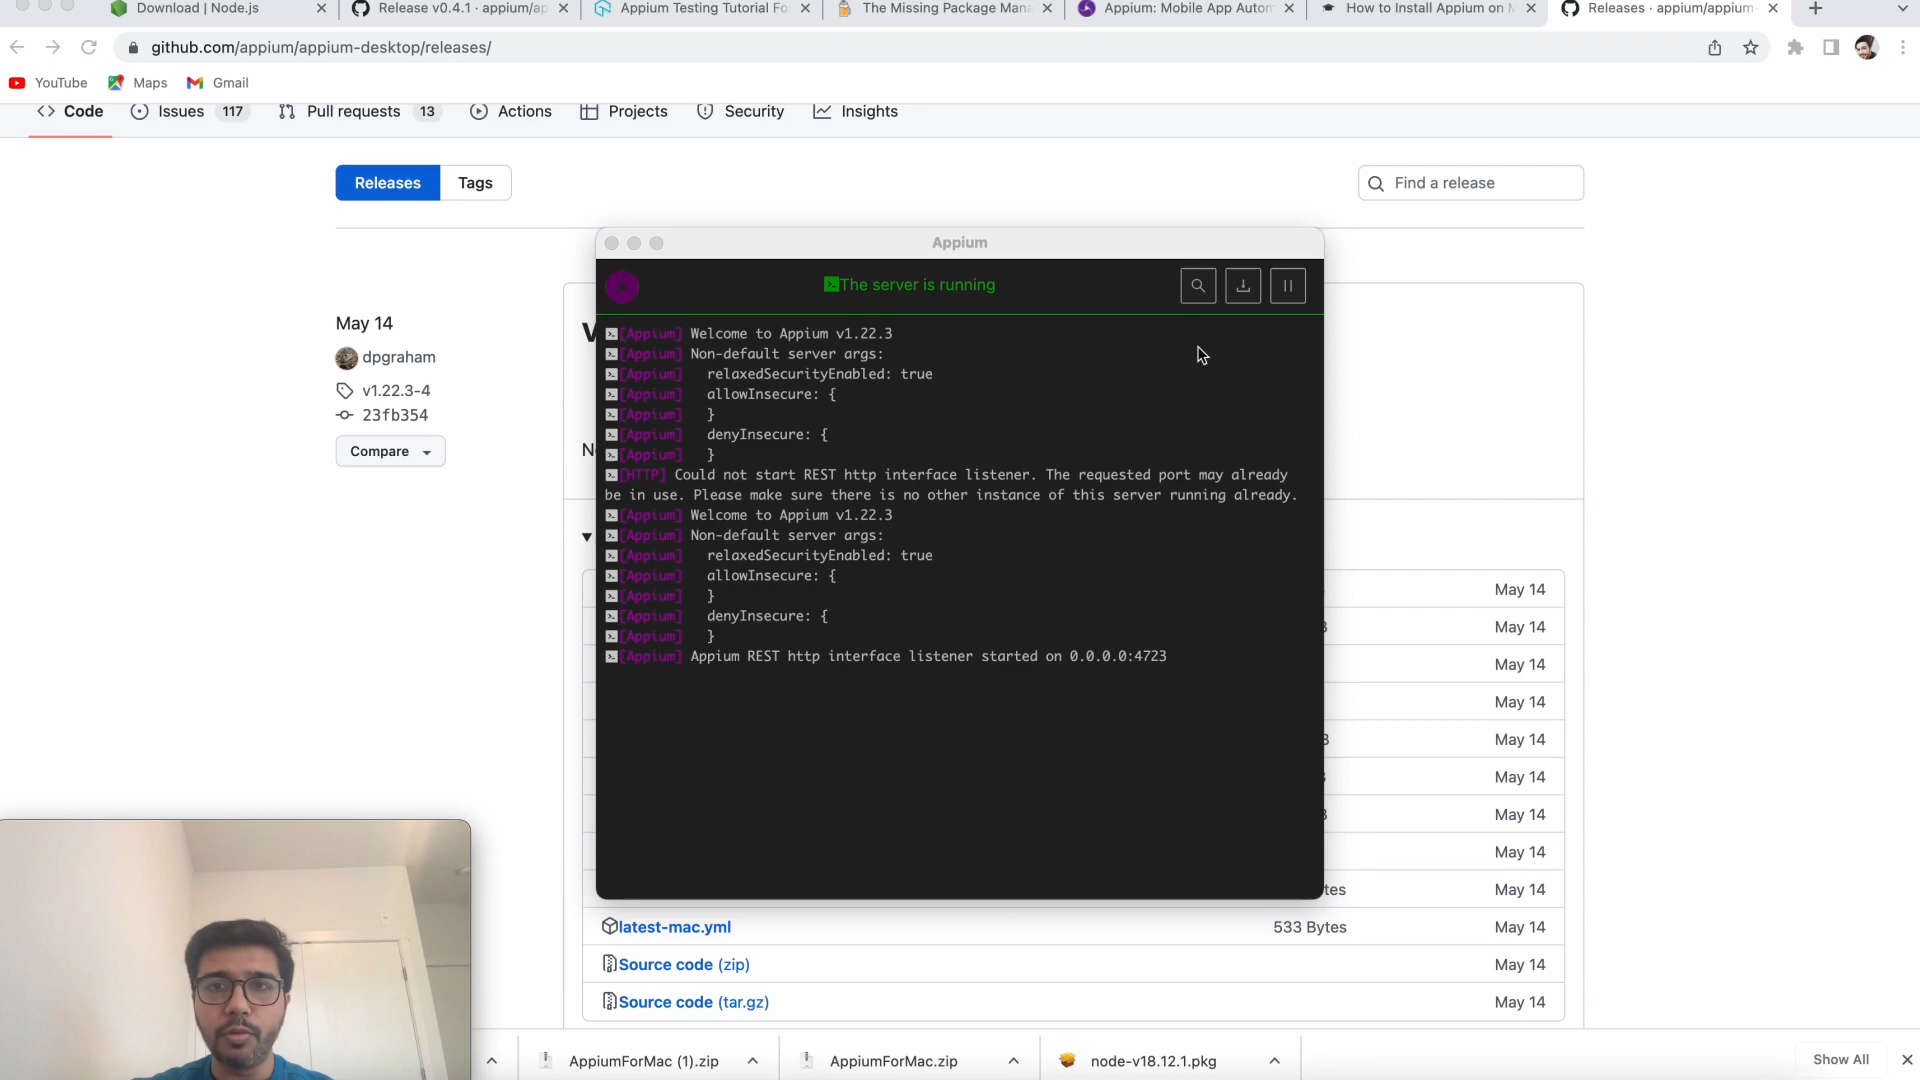 Download | Node.js
Release v0.4.1 · appium/ap
Appium Testing Tutorial Fo
The Missing Package Mana
Appium: Mobile App Autom
How to Install Appium on M
Releases · appium/appium-
github.com/appium/appium-desktop/releases/
YouTube
Maps
Gmail
Code
Issues 117
Pull requests 13
Actions
Projects
Security
Insights
Releases
Tags
Find a release
May 14
dpgraham
v1.22.3-4
23fb354
Compare
Appium
The server is running
[Appium] Welcome to Appium v1.22.3
[Appium] Non-default server args:
[Appium] relaxedSecurityEnabled: true
[Appium] allowInsecure: {
[Appium] }
[Appium] denyInsecure: {
[Appium] }
[HTTP] Could not start REST http interface listener. The requested port may already
be in use. Please make sure there is no other instance of this server running already.
[Appium] Welcome to Appium v1.22.3
[Appium] Non-default server args:
[Appium] relaxedSecurityEnabled: true
[Appium] allowInsecure: {
[Appium] }
[Appium] denyInsecure: {
[Appium] }
[Appium] Appium REST http interface listener started on 0.0.0.0:4723
May 14
May 14
May 14
May 14
May 14
May 14
May 14
May 14
tes May 14
latest-mac.yml 533 Bytes May 14
Source code (zip) May 14
Source code (tar.gz) May 14
AppiumForMac (1).zip
AppiumForMac.zip
node-v18.12.1.pkg
Show All